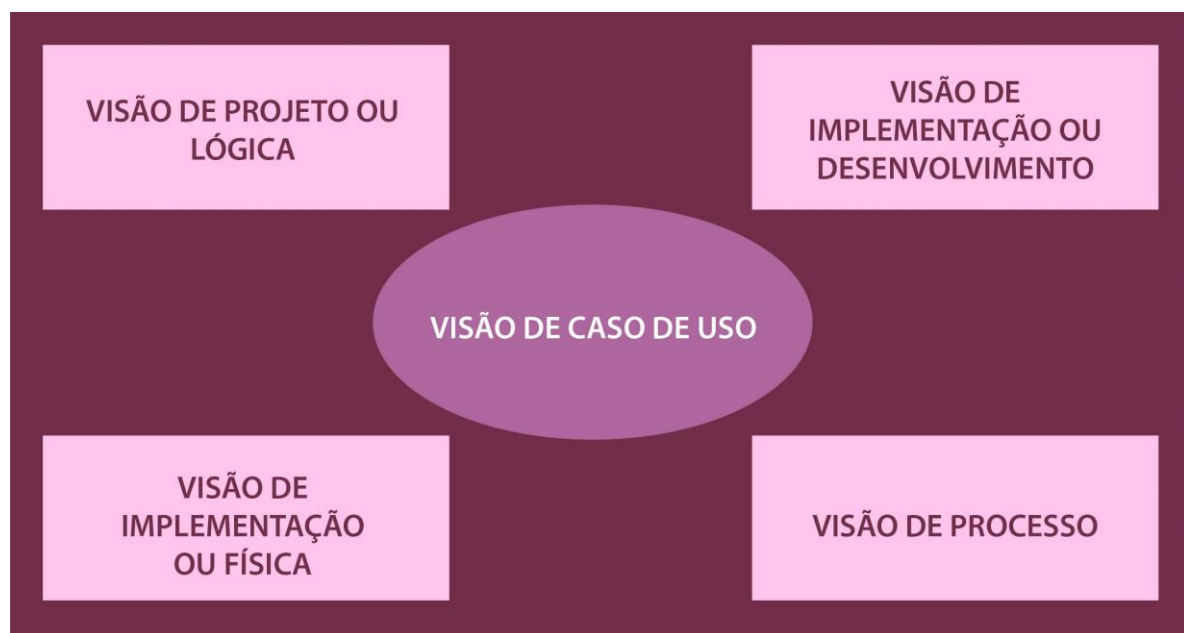 VISÃO DE PROJETO OU
LÓGICA
VISÃO DE
IMPLEMENTAÇÃO OU
DESENVOLVIMENTO
VISÃO DE CASO DE USO
VISÃO DE
IMPLEMENTAÇÃO
OU FÍSICA
VISÃO DE PROCESSO